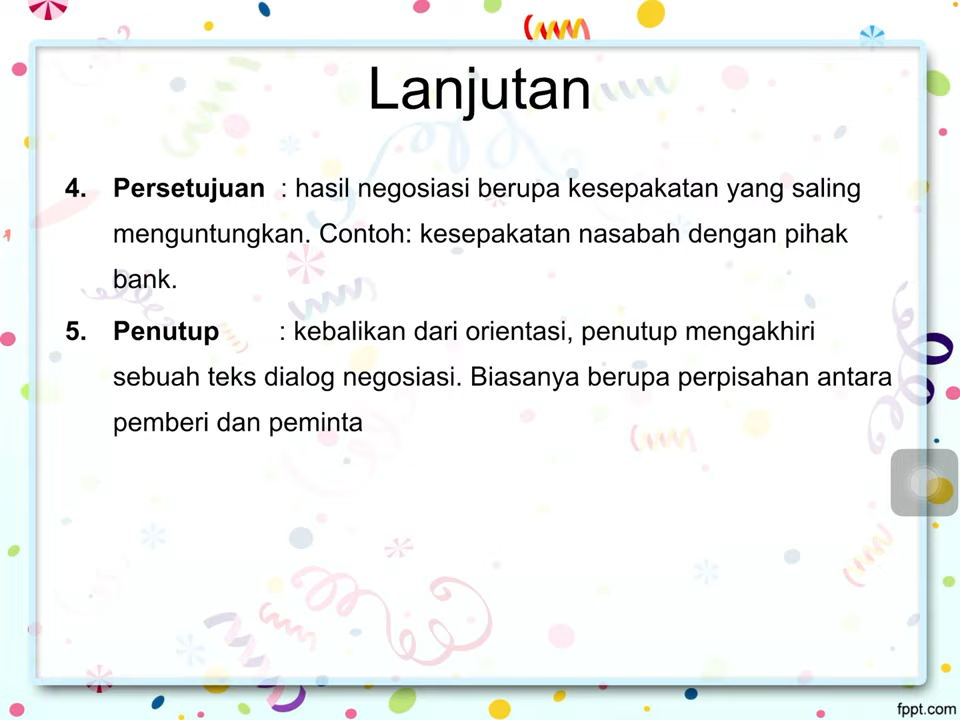 Lanjutan
4. Persetujuan : hasil negosiasi berupa kesepakatan yang saling
menguntungkan. Contoh: kesepakatan nasabah dengan pihak
bank.
5. Penutup : kebalikan dari orientasi, penutup mengakhiri
sebuah teks dialog negosiasi. Biasanya berupa perpisahan antara
pemberi dan peminta
fppt.com